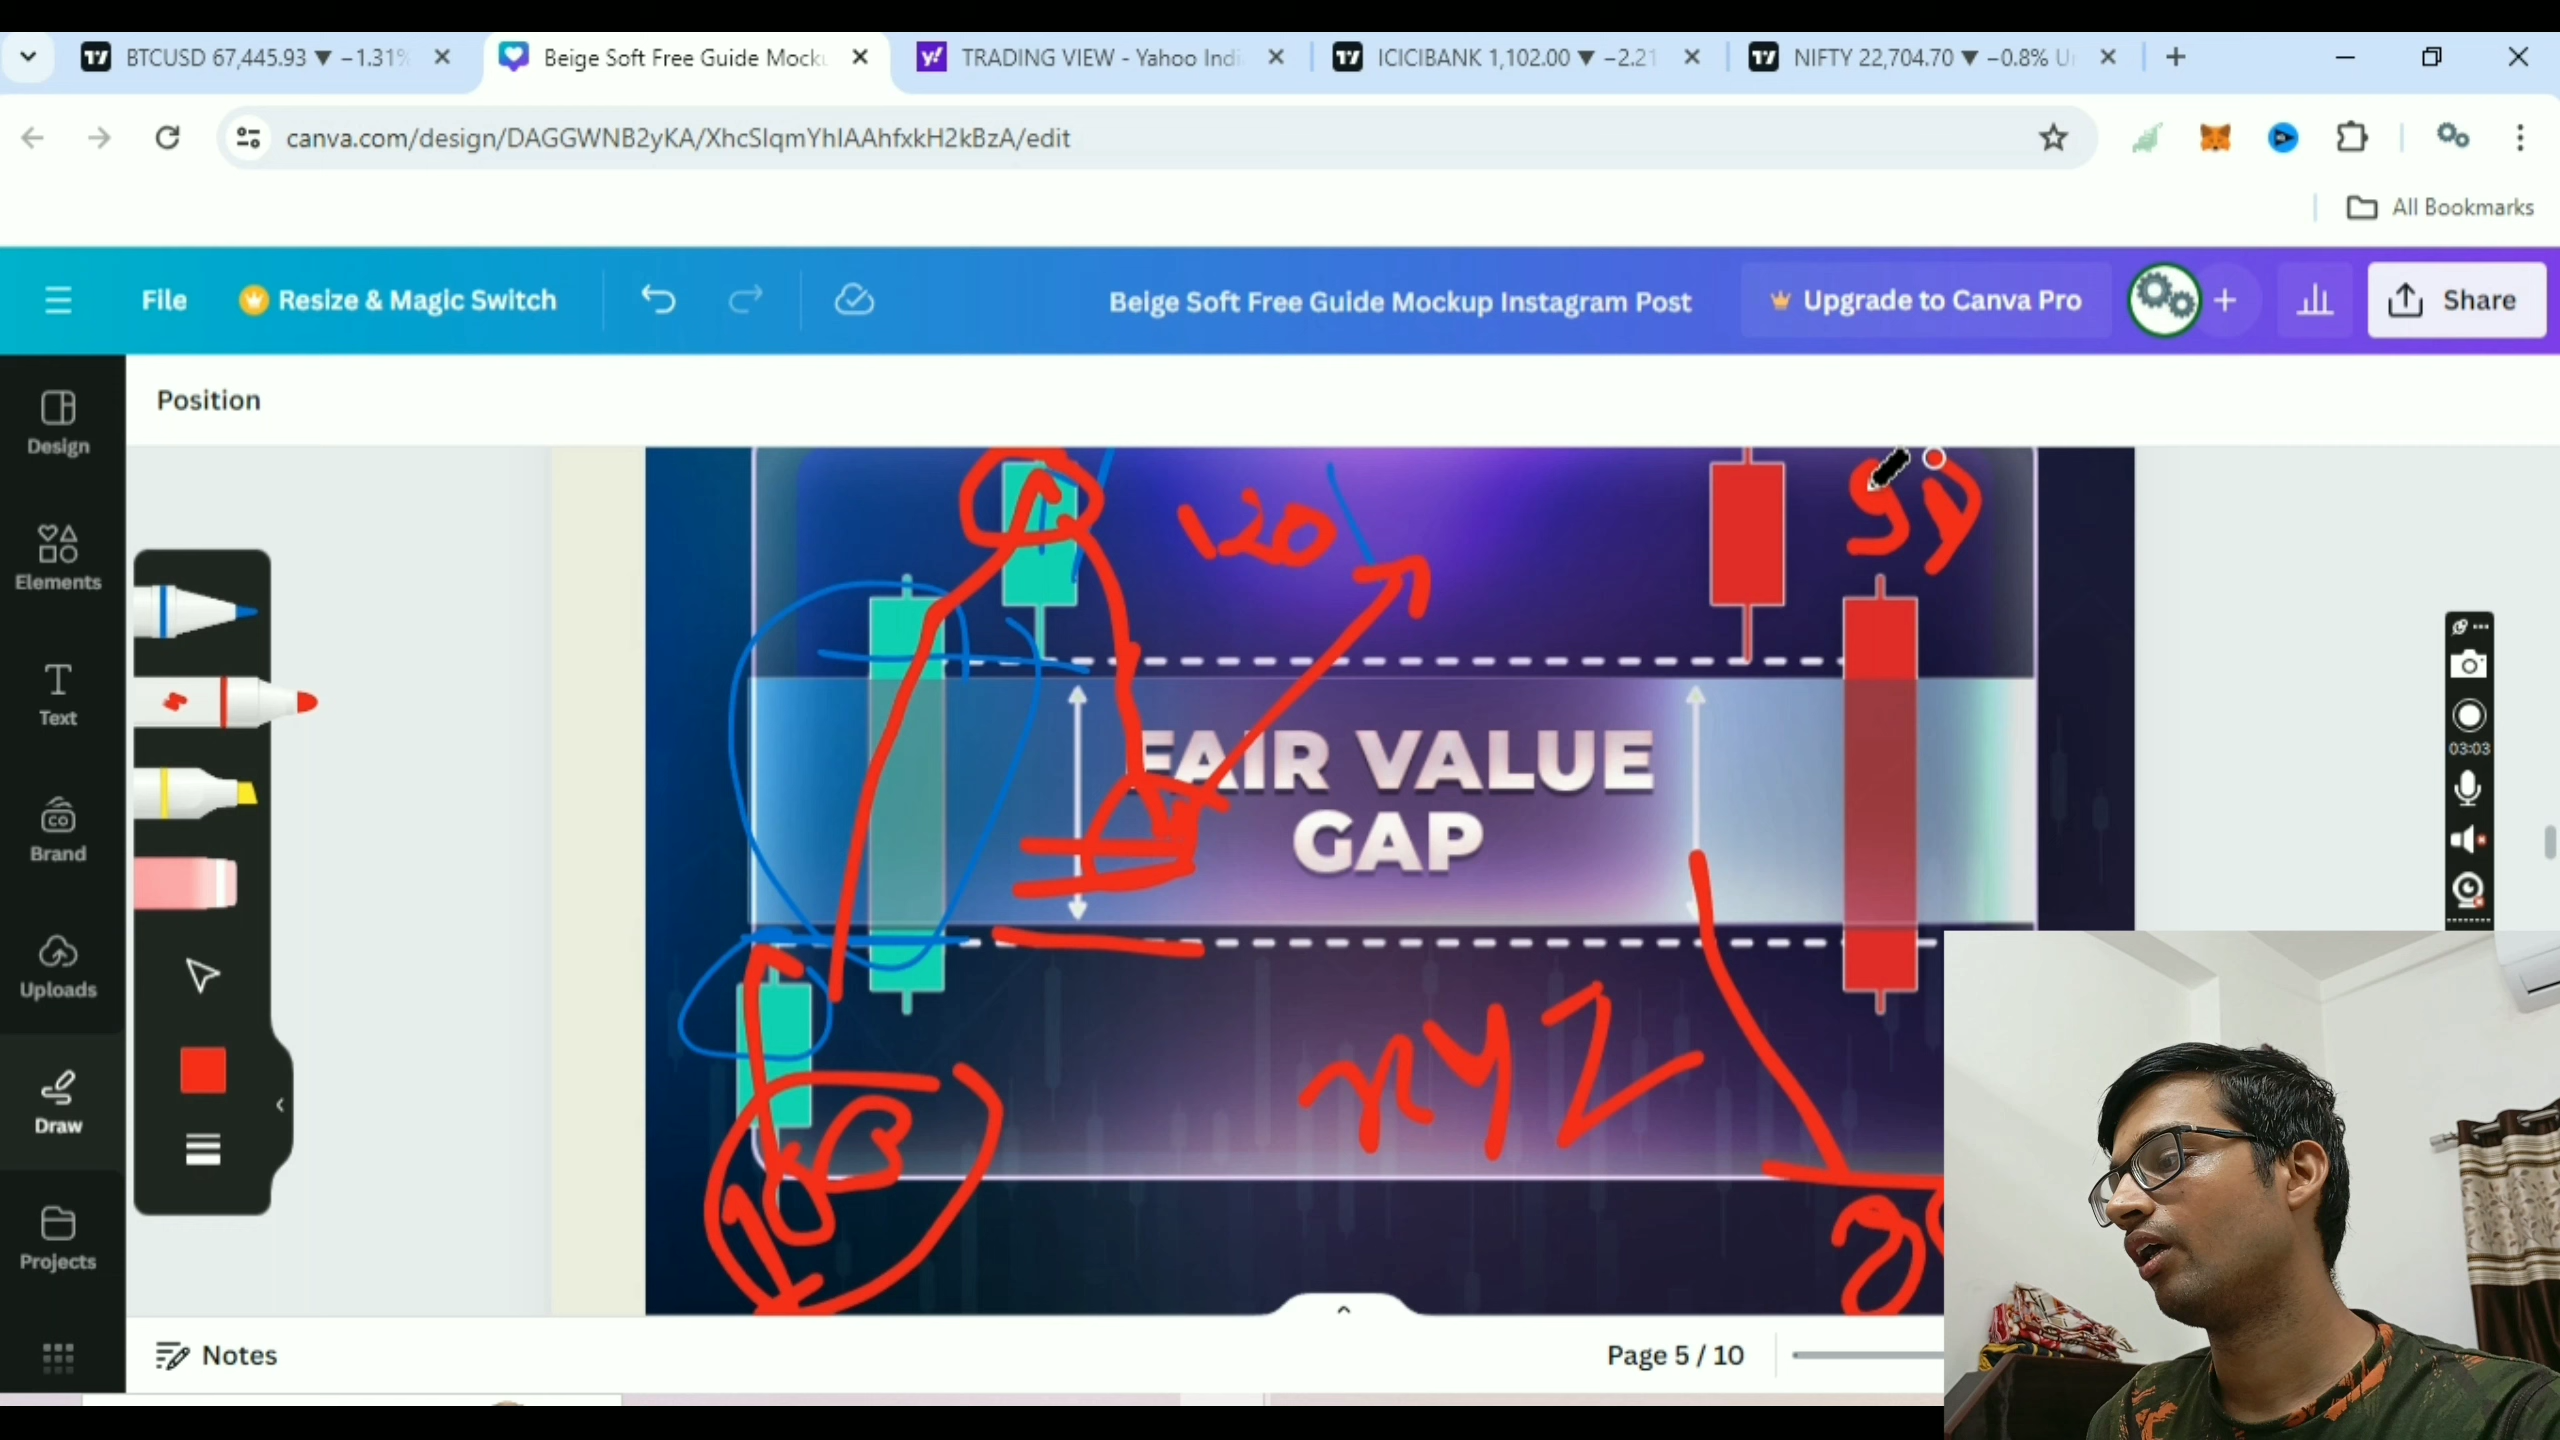 BTCUSD 67,445.93 ▼ −1.31%
Beige Soft Free Guide Mocku
TRADING VIEW - Yahoo Indi
ICICIBANK 1,102.00 ▼ −2.21
NIFTY 22,704.70 ▼ −0.8% U
canva.com/design/DAGGWNB2yKA/XhcSlqmYhIAAhfxkH2kBzA/edit
All Bookmarks
File
Resize & Magic Switch
Beige Soft Free Guide Mockup Instagram Post
Upgrade to Canva Pro
Share
Position
Design
Elements
Text
Brand
Uploads
Draw
Projects
120
FAIR VALUE
GAP
xyz
03:03
Notes
Page 5 / 10